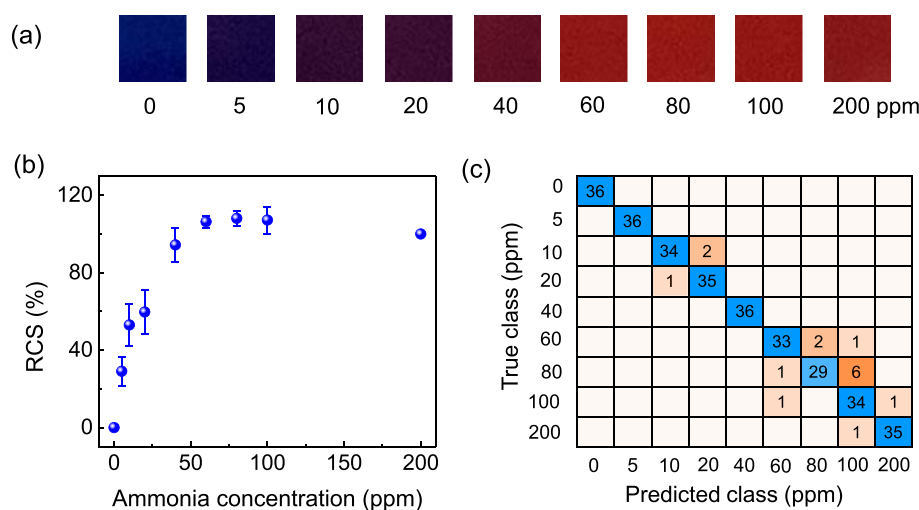 (a)
0 5 10 20 40 60 80 100 200 ppm
(b)
120
80
40
0
RCS (%)
0 50 100 150 200
Ammonia concentration (ppm)
(c)
True class (ppm)
0 36
5 36
10 34 2
20 1 35
40 36
60 33 2 1
80 1 29 6
100 1 34 1
200 1 35
0 5 10 20 40 60 80 100 200
Predicted class (ppm)